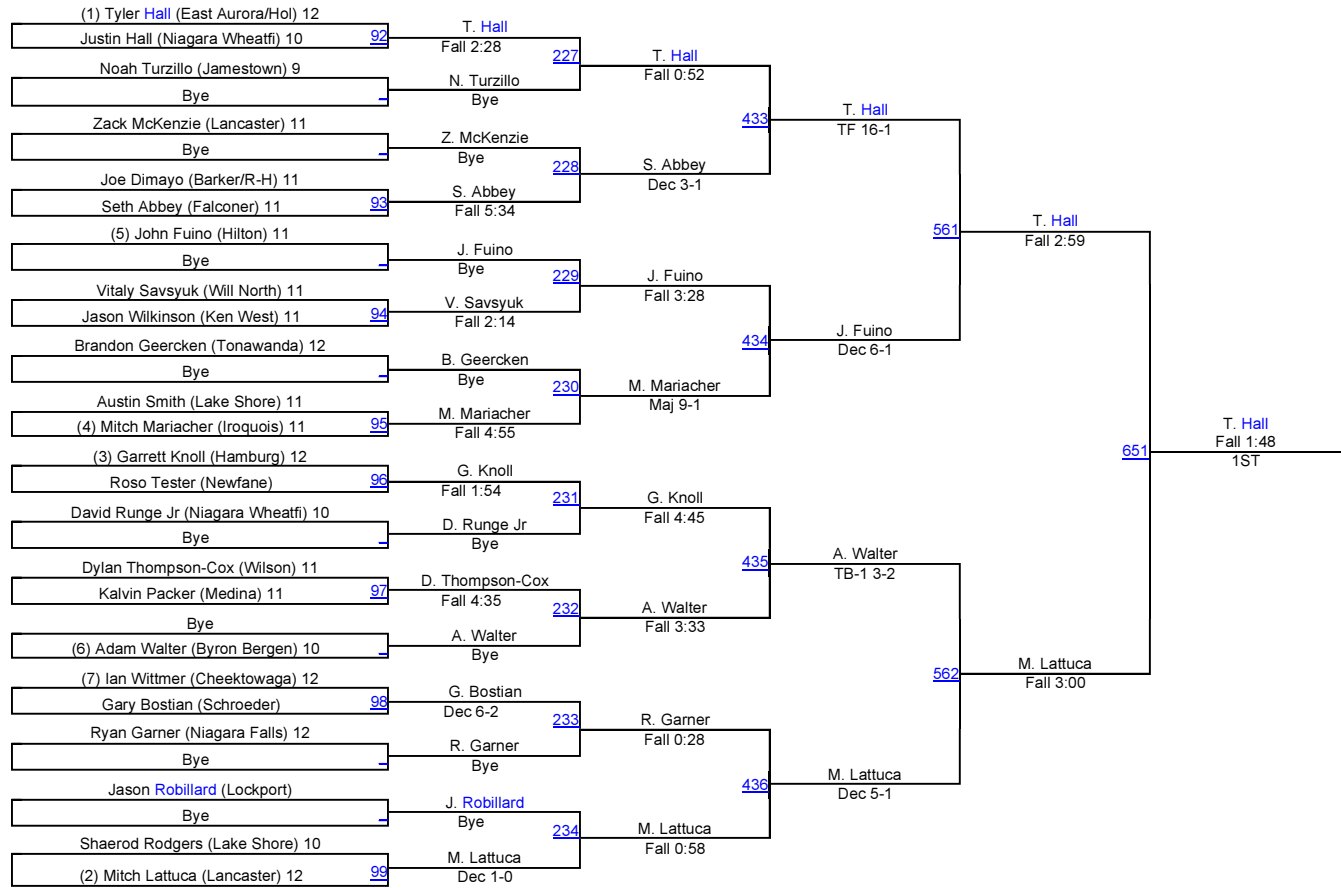 (1) Tyler Hall (East Aurora/Hol) 12
Justin Hall (Niagara Wheatfi) 10
92
Noah Turzillo (Jamestown) 9
Bye
Zack McKenzie (Lancaster) 11
Bye
Joe Dimayo (Barker/R-H) 11
Seth Abbey (Falconer) 11
93
(5) John Fuino (Hilton) 11
Bye
Vitaly Savsyuk (Will North) 11
Jason Wilkinson (Ken West) 11
94
Brandon Geercken (Tonawanda) 12
Bye
Austin Smith (Lake Shore) 11
(4) Mitch Mariacher (Iroquois) 11
95
(3) Garrett Knoll (Hamburg) 12
Roso Tester (Newfane)
96
David Runge Jr (Niagara Wheatfi) 10
Bye
Dylan Thompson-Cox (Wilson) 11
Kalvin Packer (Medina) 11
97
Bye
(6) Adam Walter (Byron Bergen) 10
(7) Ian Wittmer (Cheektowaga) 12
Gary Bostian (Schroeder)
98
Ryan Garner (Niagara Falls) 12
Bye
Jason Robillard (Lockport)
Bye
Shaerod Rodgers (Lake Shore) 10
(2) Mitch Lattuca (Lancaster) 12
99
T. Hall
Fall 2:28
227
N. Turzillo
Bye
Z. McKenzie
Bye
228
S. Abbey
Fall 5:34
J. Fuino
Bye
229
V. Savsyuk
Fall 2:14
B. Geercken
Bye
230
M. Mariacher
Fall 4:55
G. Knoll
Fall 1:54
231
D. Runge Jr
Bye
D. Thompson-Cox
Fall 4:35
232
A. Walter
Bye
G. Bostian
Dec 6-2
233
R. Garner
Bye
J. Robillard
Bye
234
M. Lattuca
Dec 1-0
T. Hall
Fall 0:52
433
S. Abbey
Dec 3-1
J. Fuino
Fall 3:28
434
M. Mariacher
Maj 9-1
G. Knoll
Fall 4:45
435
A. Walter
Fall 3:33
R. Garner
Fall 0:28
436
M. Lattuca
Fall 0:58
T. Hall
TF 16-1
561
J. Fuino
Dec 6-1
A. Walter
TB-1 3-2
562
M. Lattuca
Dec 5-1
T. Hall
Fall 2:59
651
M. Lattuca
Fall 3:00
T. Hall
Fall 1:48
1ST